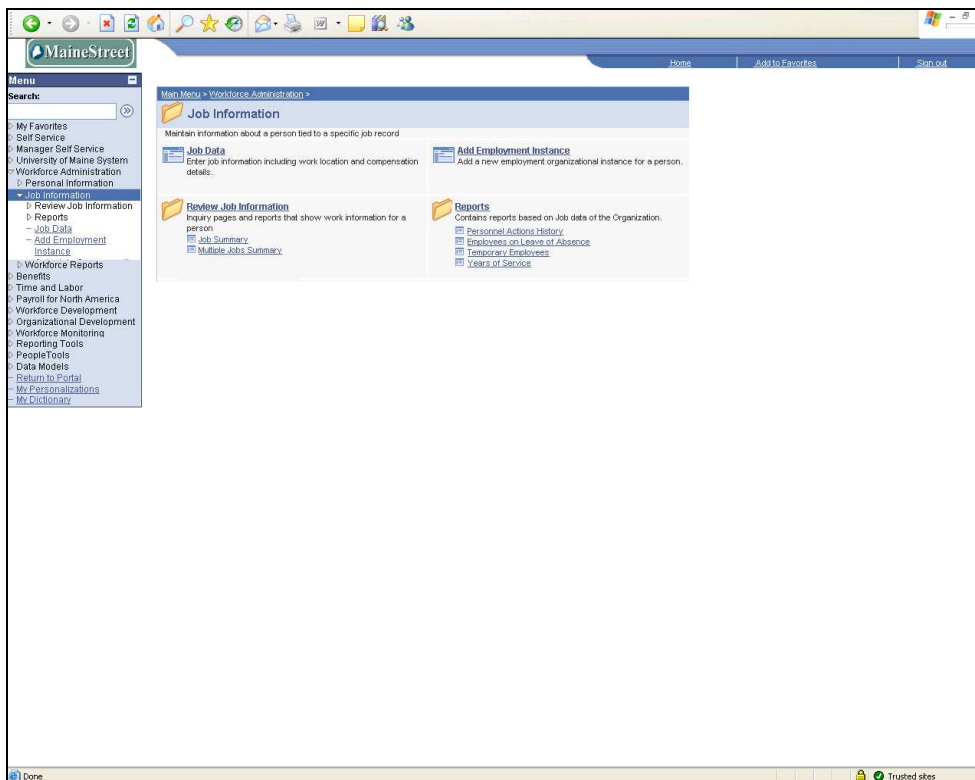 MaineStreet
Home
Add to Favorites
Sign out
Menu
Search:
My Favorites
Self Service
Manager Self Service
University of Maine System
Workforce Administration
Personal Information
Job Information
Review Job Information
Reports
Job Data
Add Employment
Instance
Workforce Reports
Benefits
Time and Labor
Payroll for North America
Workforce Development
Organizational Development
Workforce Monitoring
Reporting Tools
PeopleTools
Data Models
Return to Portal
My Personalizations
My Dictionary
Main Menu > Workforce Administration >
Job Information
Maintain information about a person tied to a specific job record
Job Data
Enter job information including work location and compensation
details.
Add Employment Instance
Add a new employment organizational instance for a person.
Review Job Information
Inquiry pages and reports that show work information for a
person
Job Summary
Multiple Jobs Summary
Reports
Contains reports based on Job data of the Organization.
Personnel Actions History
Employees on Leave of Absence
Temporary Employees
Years of Service
Done
Trusted sites